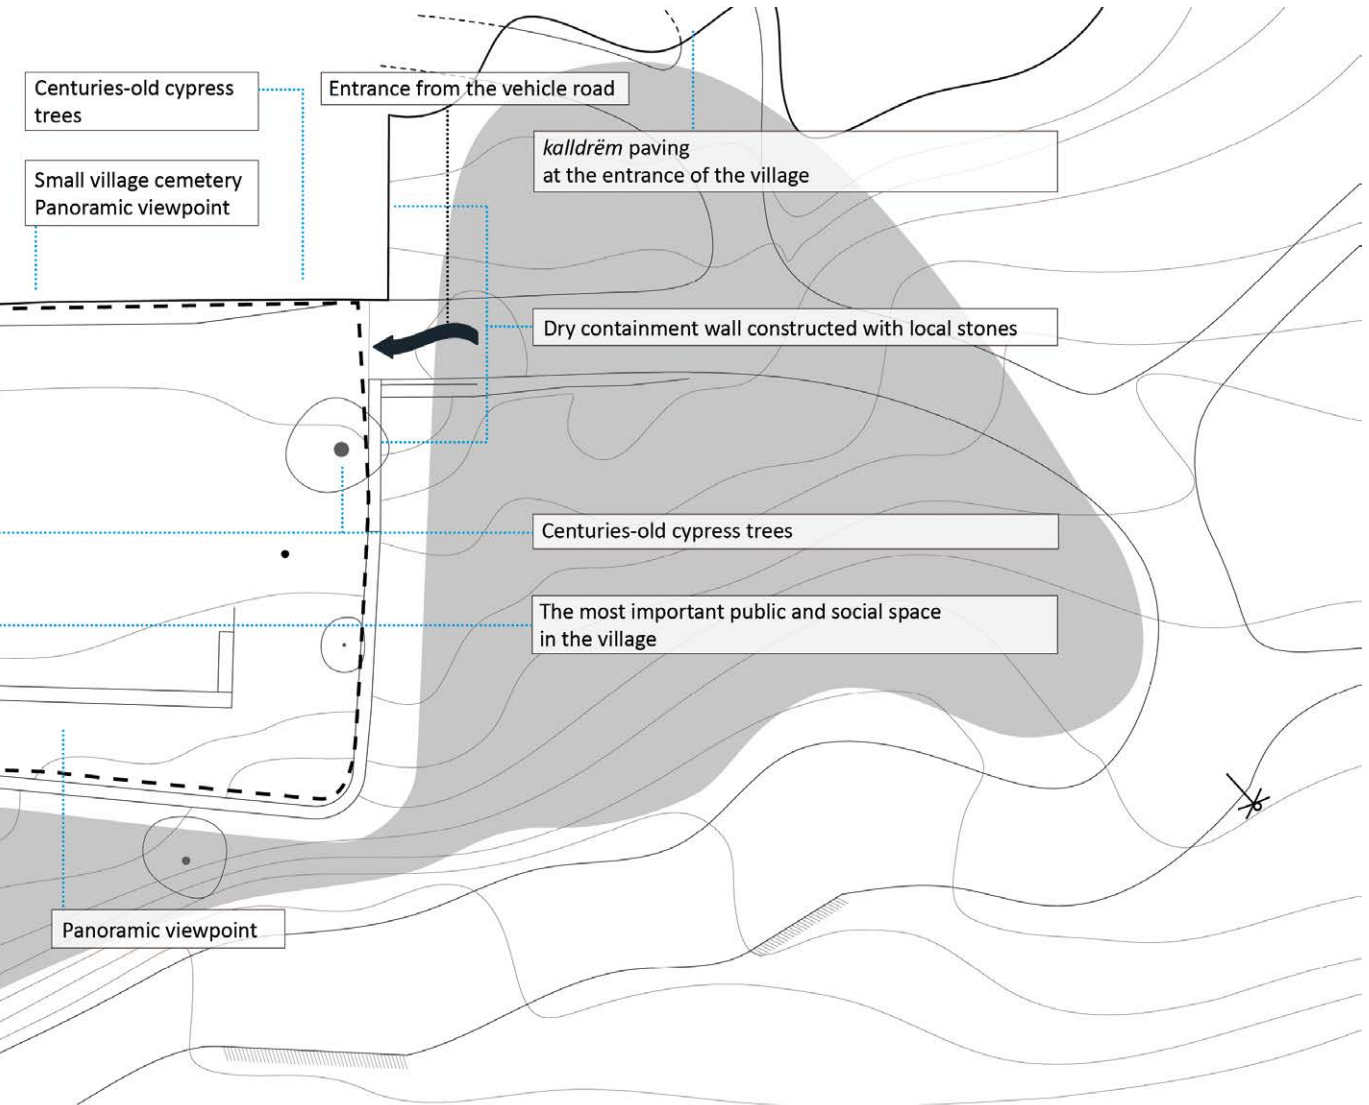 Centuries-old cypress
trees
Entrance from the vehicle road
Small village cemetery
Panoramic viewpoint
kalldrëm paving
at the entrance of the village
Dry containment wall constructed with local stones
Centuries-old cypress trees
The most important public and social space
in the village
Panoramic viewpoint